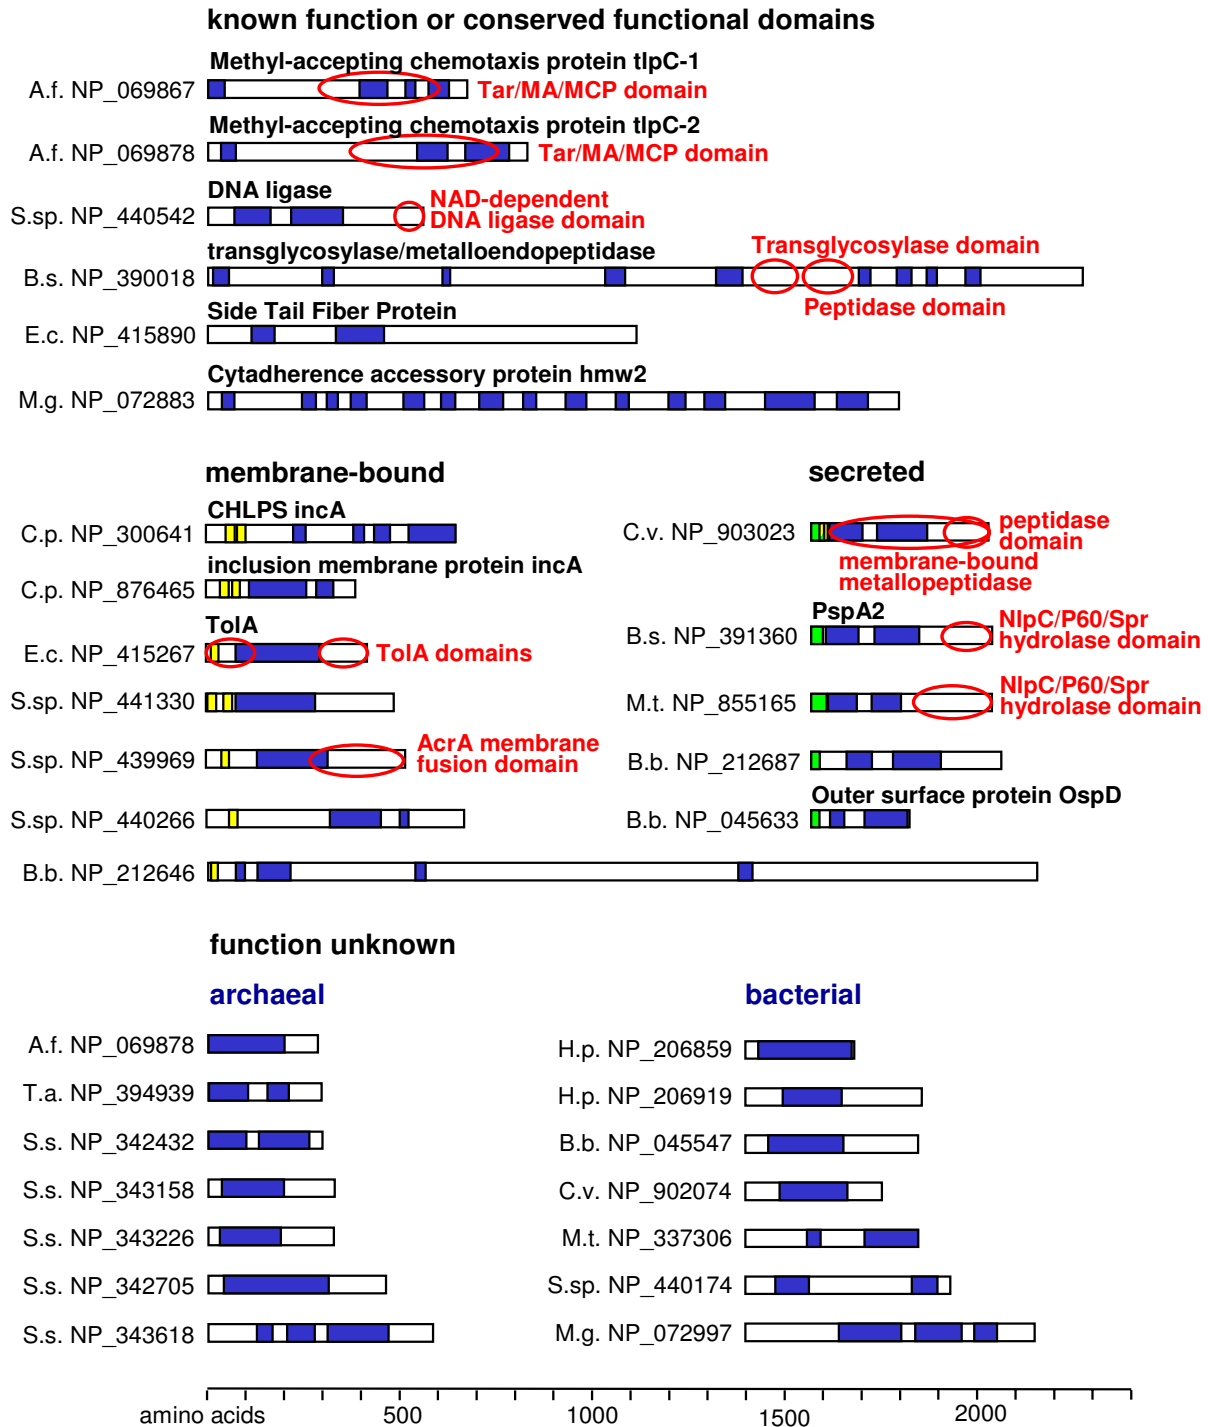 known function or conserved functional domains
Methyl-accepting chemotaxis protein tlpC-1
A.f. NP_069867
Tar/MA/MCP domain
Methyl-accepting chemotaxis protein tlpC-2
A.f. NP_069878
Tar/MA/MCP domain
DNA ligase
S.sp. NP_440542
NAD-dependent
DNA ligase domain
transglycosylase/metalloendopeptidase
Transglycosylase domain
B.s. NP_390018
Peptidase domain
Side Tail Fiber Protein
E.c. NP_415890
Cytadherence accessory protein hmw2
M.g. NP_072883
membrane-bound
CHLPS incA
C.p. NP_300641
inclusion membrane protein incA
C.p. NP_876465
TolA
E.c. NP_415267
TolA domains
S.sp. NP_441330
S.sp. NP_439969
AcrA membrane
fusion domain
S.sp. NP_440266
B.b. NP_212646
secreted
C.v. NP_903023
peptidase
domain
membrane-bound
metallopeptidase
PspA2
B.s. NP_391360
NlpC/P60/Spr
hydrolase domain
M.t. NP_855165
NlpC/P60/Spr
hydrolase domain
B.b. NP_212687
Outer surface protein OspD
B.b. NP_045633
function unknown
archaeal
A.f. NP_069878
T.a. NP_394939
S.s. NP_342432
S.s. NP_343158
S.s. NP_343226
S.s. NP_342705
S.s. NP_343618
bacterial
H.p. NP_206859
H.p. NP_206919
B.b. NP_045547
C.v. NP_902074
M.t. NP_337306
S.sp. NP_440174
M.g. NP_072997
amino acids 500 1000 1500 2000